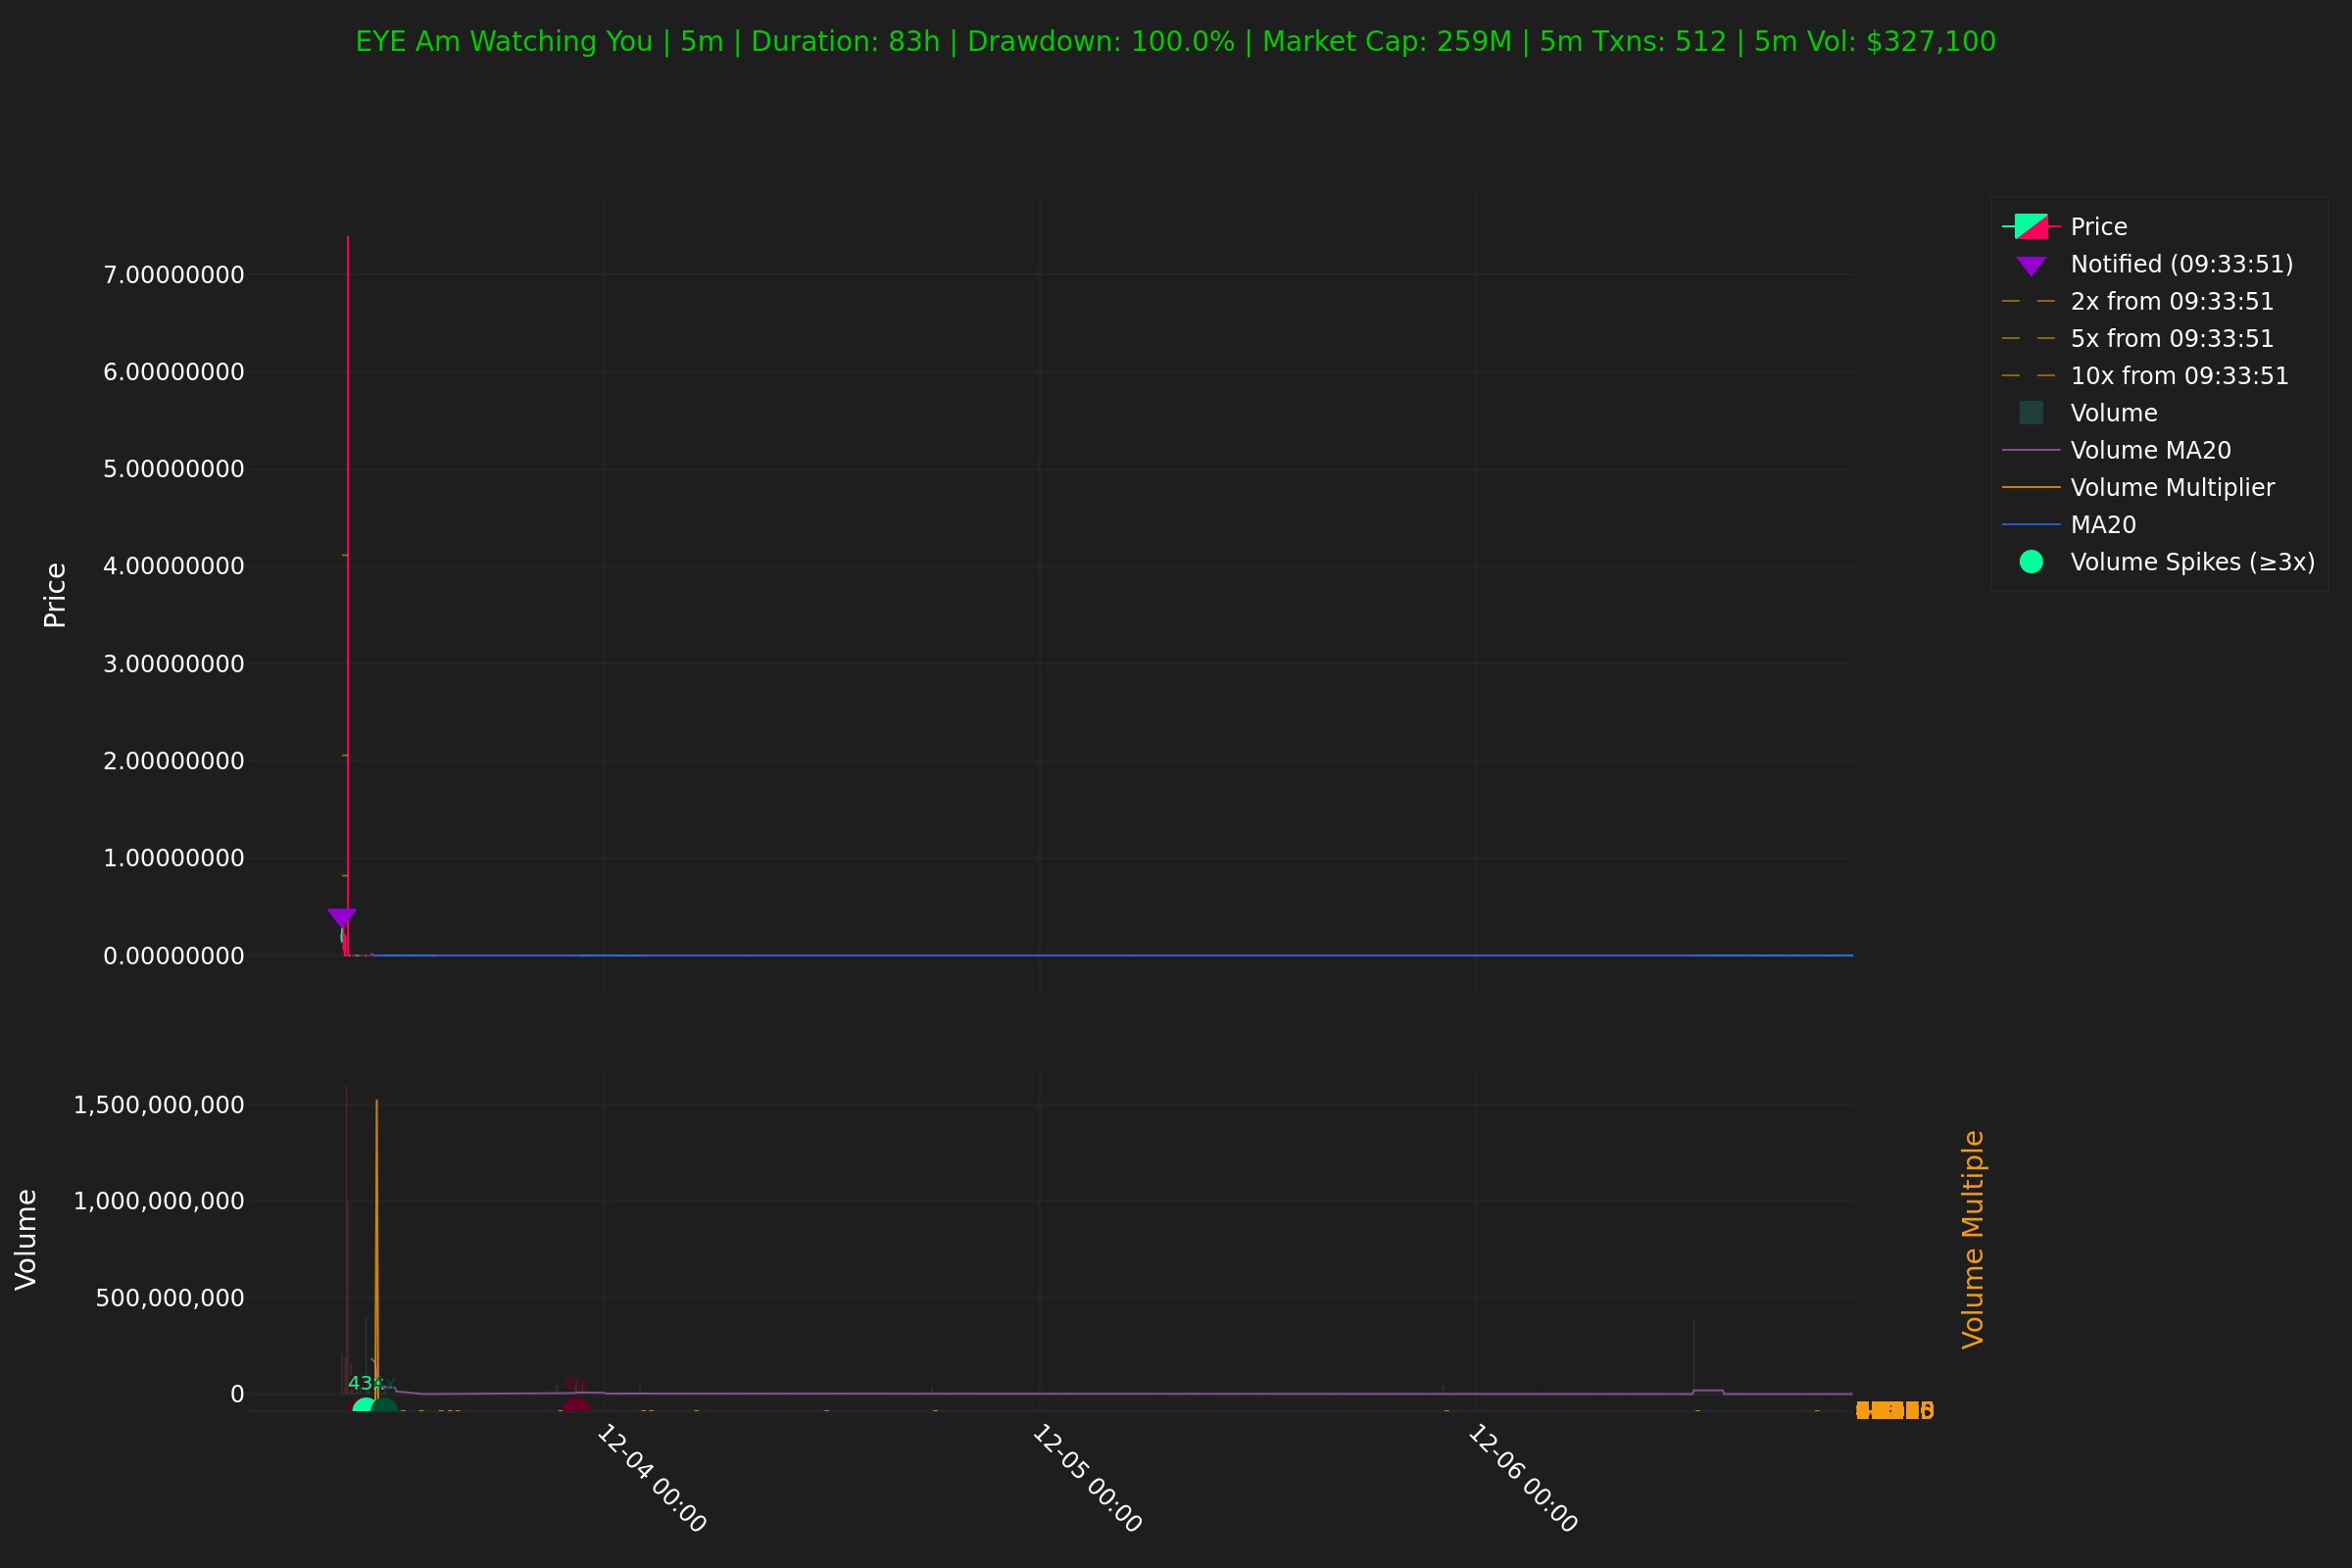 EYE Am Watching You | 5m | Duration: 83h | Drawdown: 100.0% | Market Cap: 259M | 5m Txns: 512 | 5m Vol: $327,100
Price
7.00000000
6.00000000
5.00000000
4.00000000
3.00000000
2.00000000
1.00000000
0.00000000
Price
Notified (09:33:51)
2x from 09:33:51
5x from 09:33:51
10x from 09:33:51
Volume
Volume MA20
Volume Multiplier
MA20
Volume Spikes (≥3x)
Volume
1,500,000,000
1,000,000,000
500,000,000
0
Volume Multiple
12-04 00:00
12-05 00:00
12-06 00:00